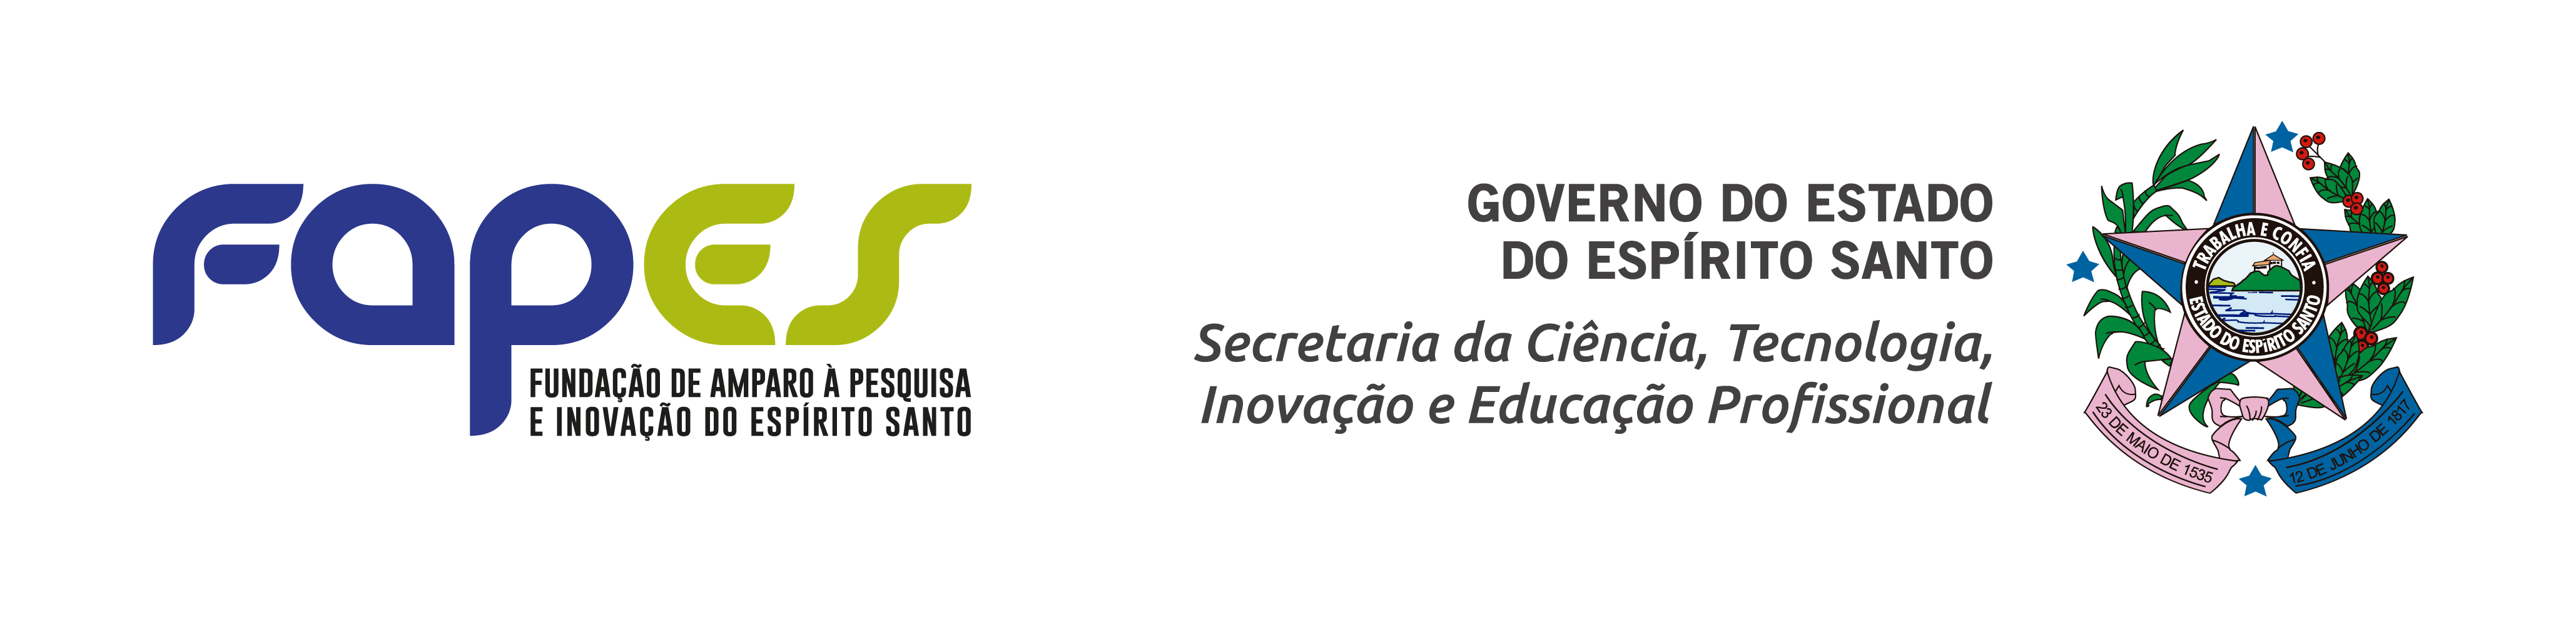 FAPES
FUNDAÇÃO DE AMPARO À PESQUISA
E INOVAÇÃO DO ESPÍRITO SANTO
GOVERNO DO ESTADO
DO ESPÍRITO SANTO
Secretaria da Ciência, Tecnologia,
Inovação e Educação Profissional
TRABALHA E CONFIA
ESTADO DO ESPÍRITO SANTO
23 DE MAIO DE 1535
12 DE JUNHO DE 1817